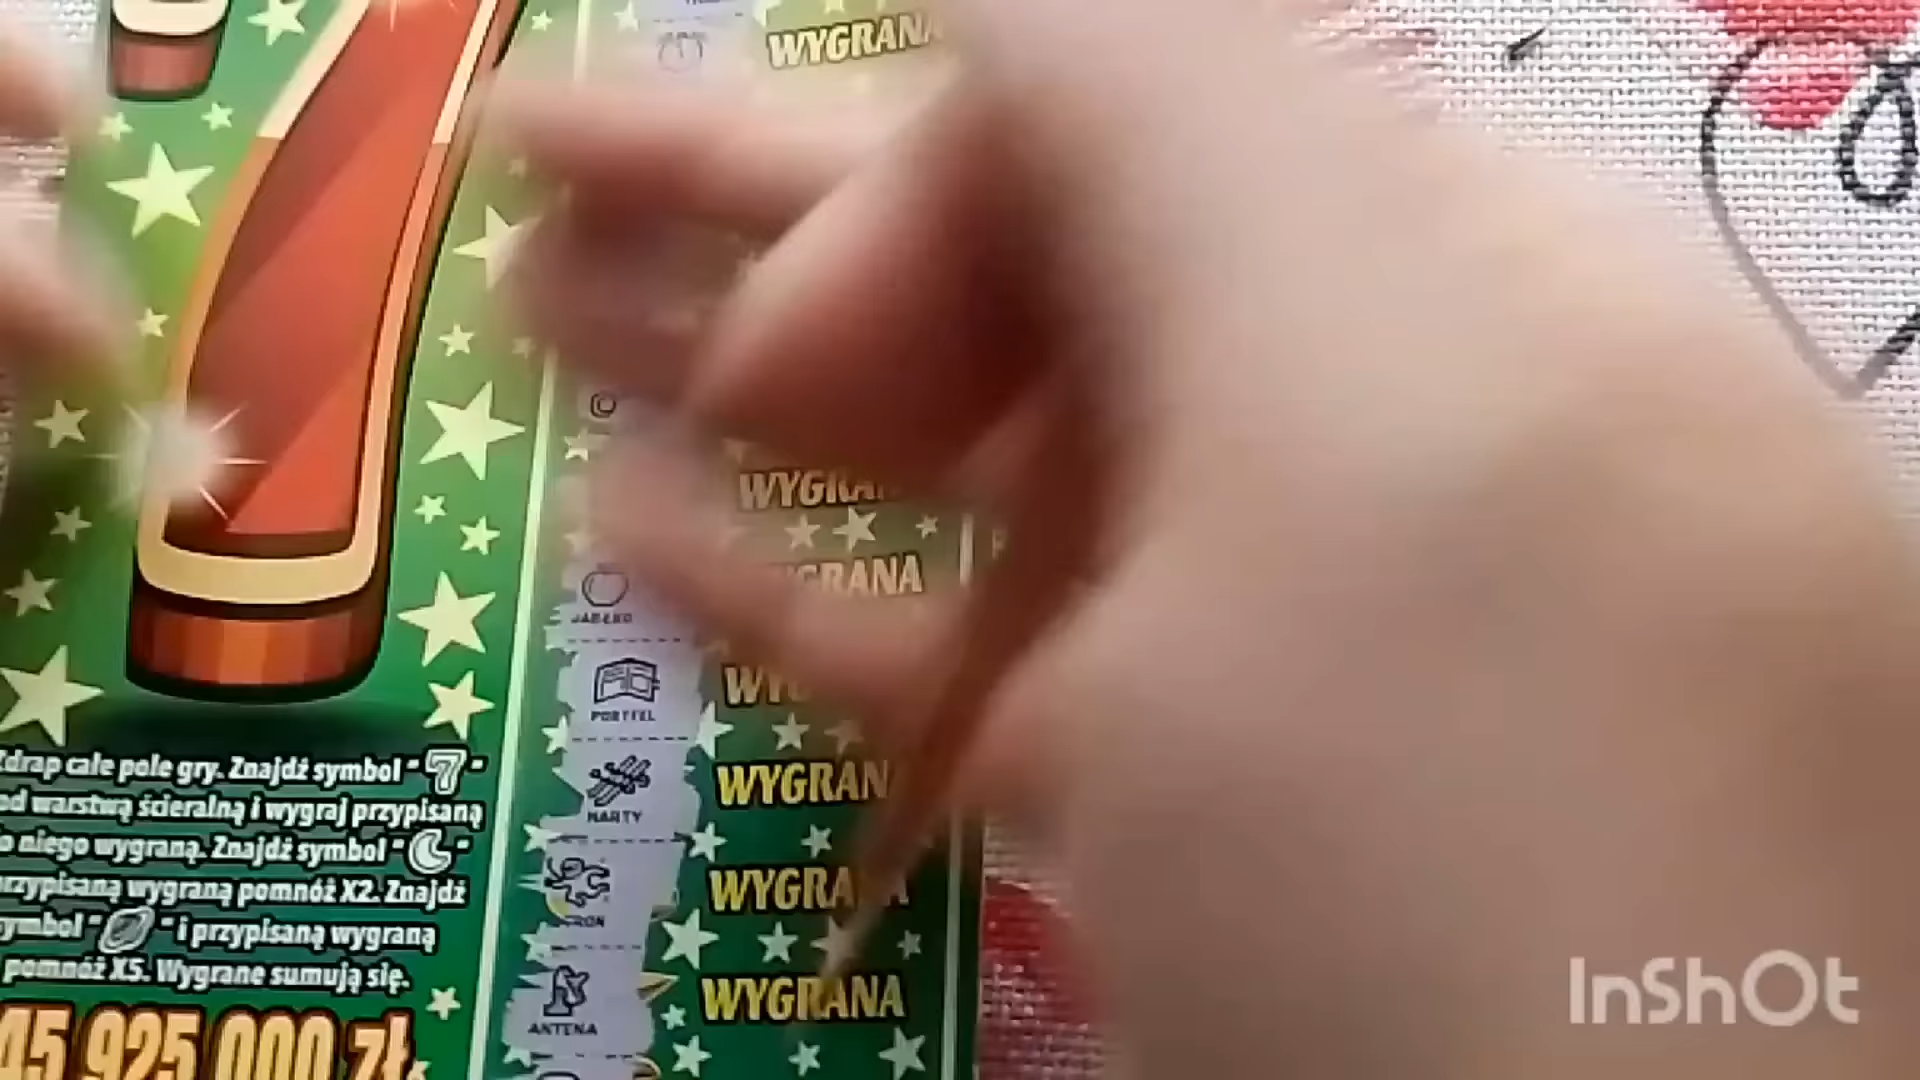 WYGRANA
©
WYGRANA
WYGRANA
JABŁKO
PORTFEL
WYGRAN
NARTY
WYGRANA
ANTENA
WYGRANA
Zdrap całe pole gry. Znajdź symbol "7"
pod warstwą ścieralną i wygraj przypisaną
do niego wygraną. Znajdź symbol " "
przypisaną wygraną pomnóż X2. Znajdź
symbol " " i przypisaną wygraną
pomnóż X5. Wygrane sumują się.
45 925 000 zł
InShOt